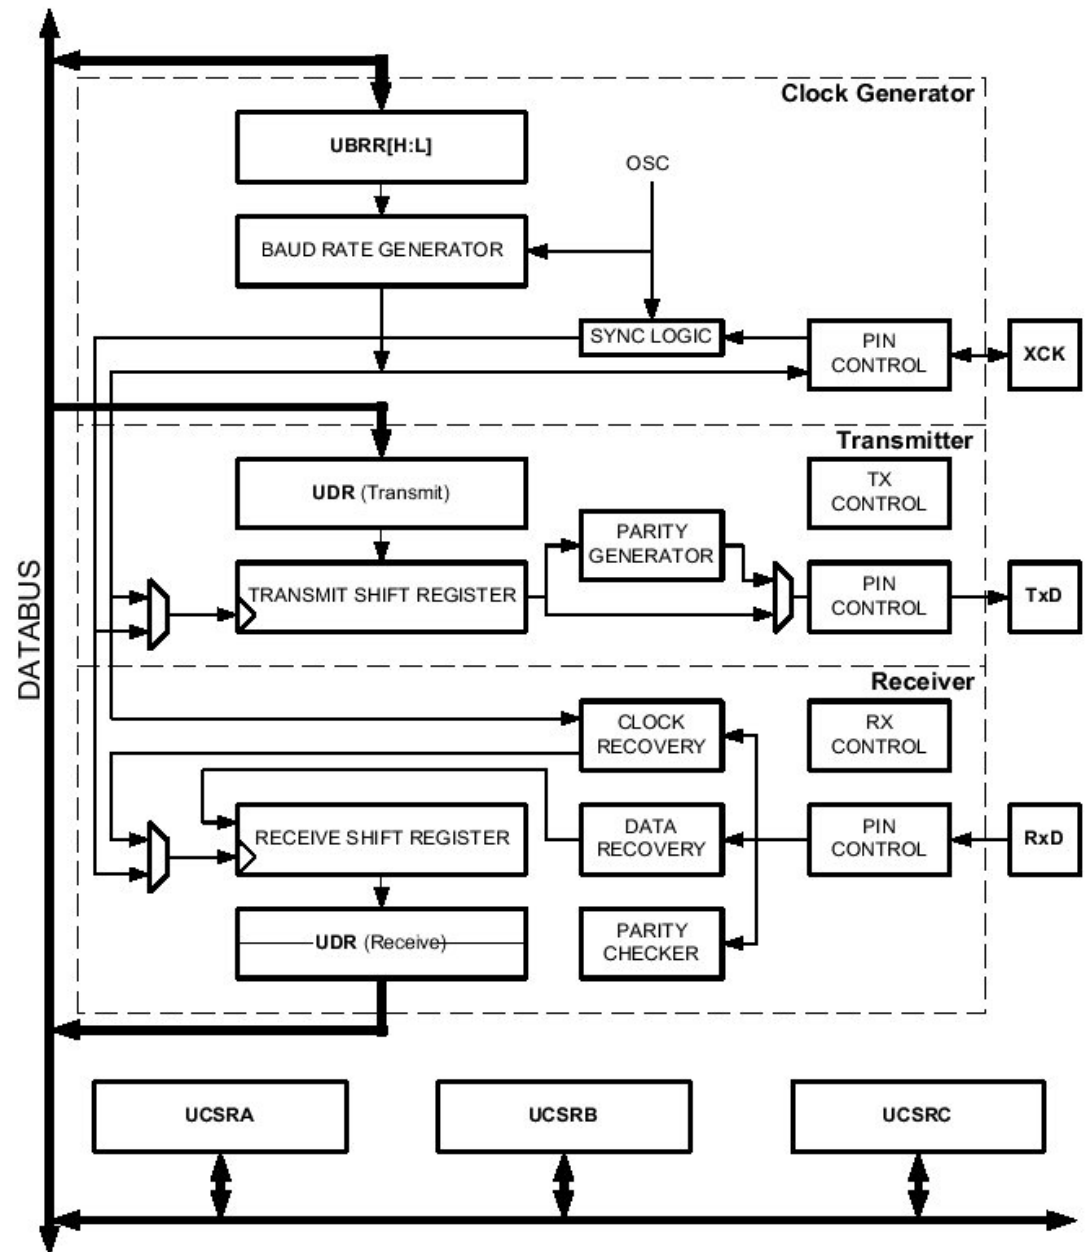 Clock Generator
UBRR[H:L]
OSC
BAUD RATE GENERATOR
SYNC LOGIC
PIN
CONTROL
XCK
Transmitter
UDR (Transmit)
TX
CONTROL
PARITY
GENERATOR
TRANSMIT SHIFT REGISTER
PIN
CONTROL
TxD
DATABUS
Receiver
CLOCK
RECOVERY
RX
CONTROL
RECEIVE SHIFT REGISTER
DATA
RECOVERY
PIN
CONTROL
RxD
UDR (Receive)
PARITY
CHECKER
UCSRA
UCSRB
UCSRC